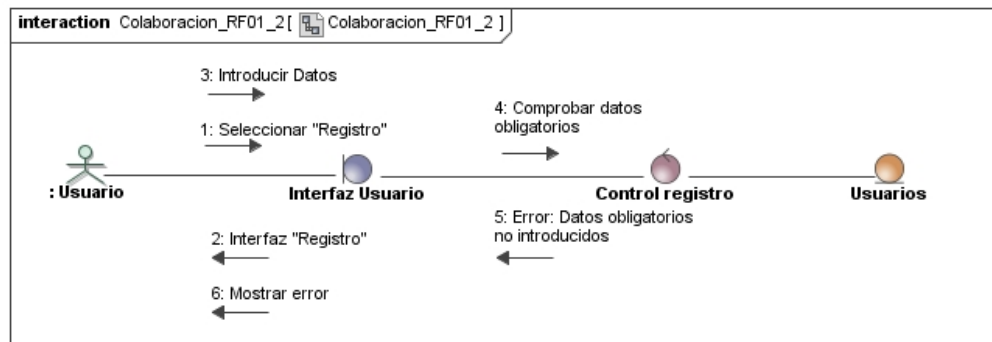 interaction Colaboracion_RF01_2[ Colaboracion_RF01_2 ]
3: Introducir Datos
1: Seleccionar "Registro"
4: Comprobar datos
obligatorios
: Usuario
Interfaz Usuario
Control registro
Usuarios
2: Interfaz "Registro"
5: Error: Datos obligatorios
no introducidos
6: Mostrar error